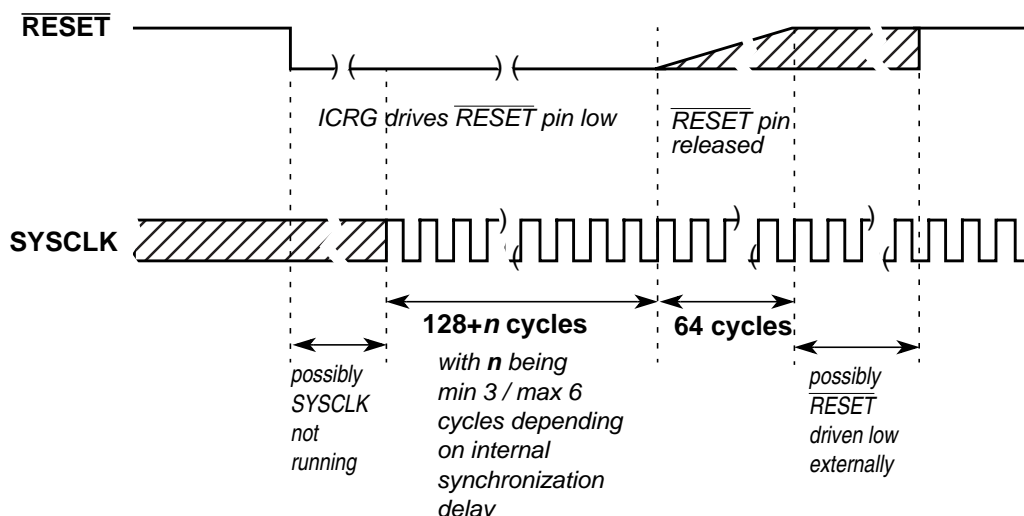 RESET
ICRG drives RESET pin low
RESET pin
released
SYSCLK
128+n cycles
with n being
min 3 / max 6
cycles depending
on internal
synchronization
delay
64 cycles
possibly
SYSCLK
not
running
possibly
RESET
driven low
externally